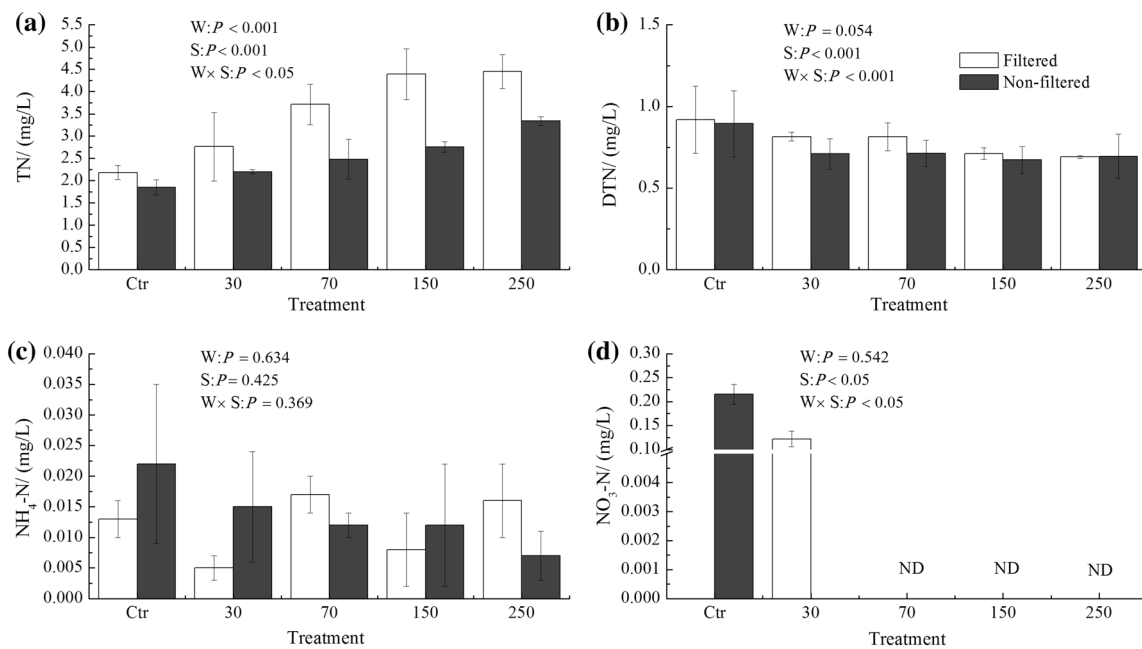 (a)
TN/ (mg/L)
5.5
5.0
4.5
4.0
3.5
3.0
2.5
2.0
1.5
1.0
0.5
0.0
W: P < 0.001
S: P < 0.001
W× S: P < 0.05
Ctr 30 70 150 250
Treatment
(b)
DTN/ (mg/L)
1.5
1.0
0.5
0.0
W: P = 0.054
S: P < 0.001
W× S: P < 0.001
Filtered
Non-filtered
Ctr 30 70 150 250
Treatment
(c)
NH₄-N/ (mg/L)
0.040
0.035
0.030
0.025
0.020
0.015
0.010
0.005
0.000
W: P = 0.634
S: P = 0.425
W× S: P = 0.369
Ctr 30 70 150 250
Treatment
(d)
NO₃-N/ (mg/L)
0.30
0.25
0.20
0.15
0.10
0.004
0.003
0.002
0.001
0.000
W: P = 0.542
S: P < 0.05
W× S: P < 0.05
ND ND ND
Ctr 30 70 150 250
Treatment